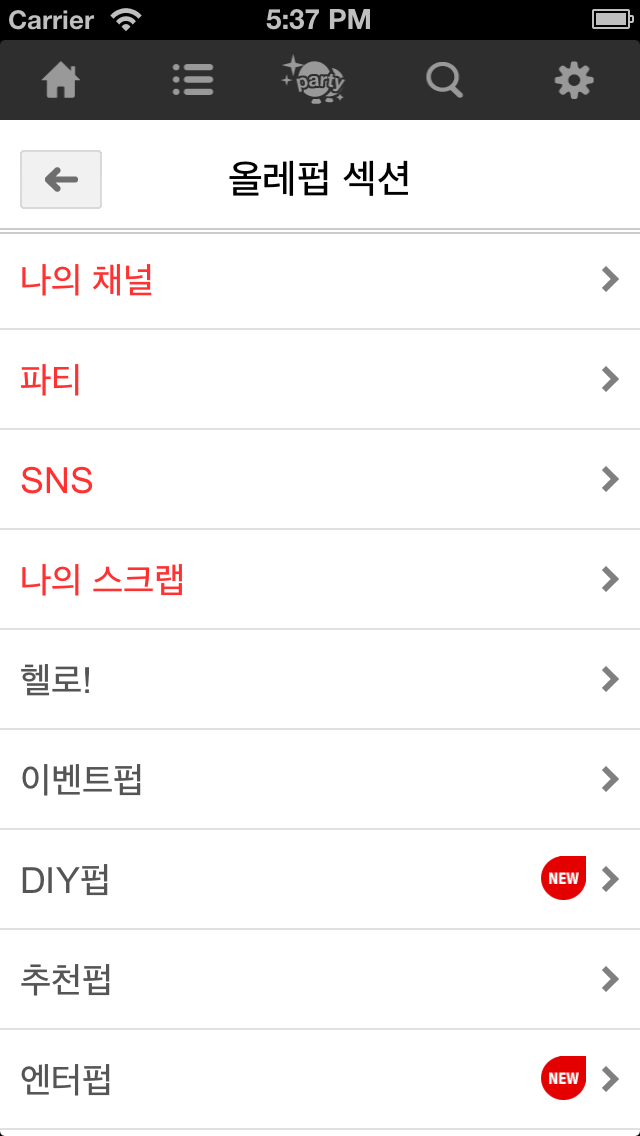 Carrier 5:37 PM
party
올레펍 섹션
나의 채널
파티
SNS
나의 스크랩
헬로!
이벤트펍
DIY펍 NEW
추천펍
엔터펍 NEW